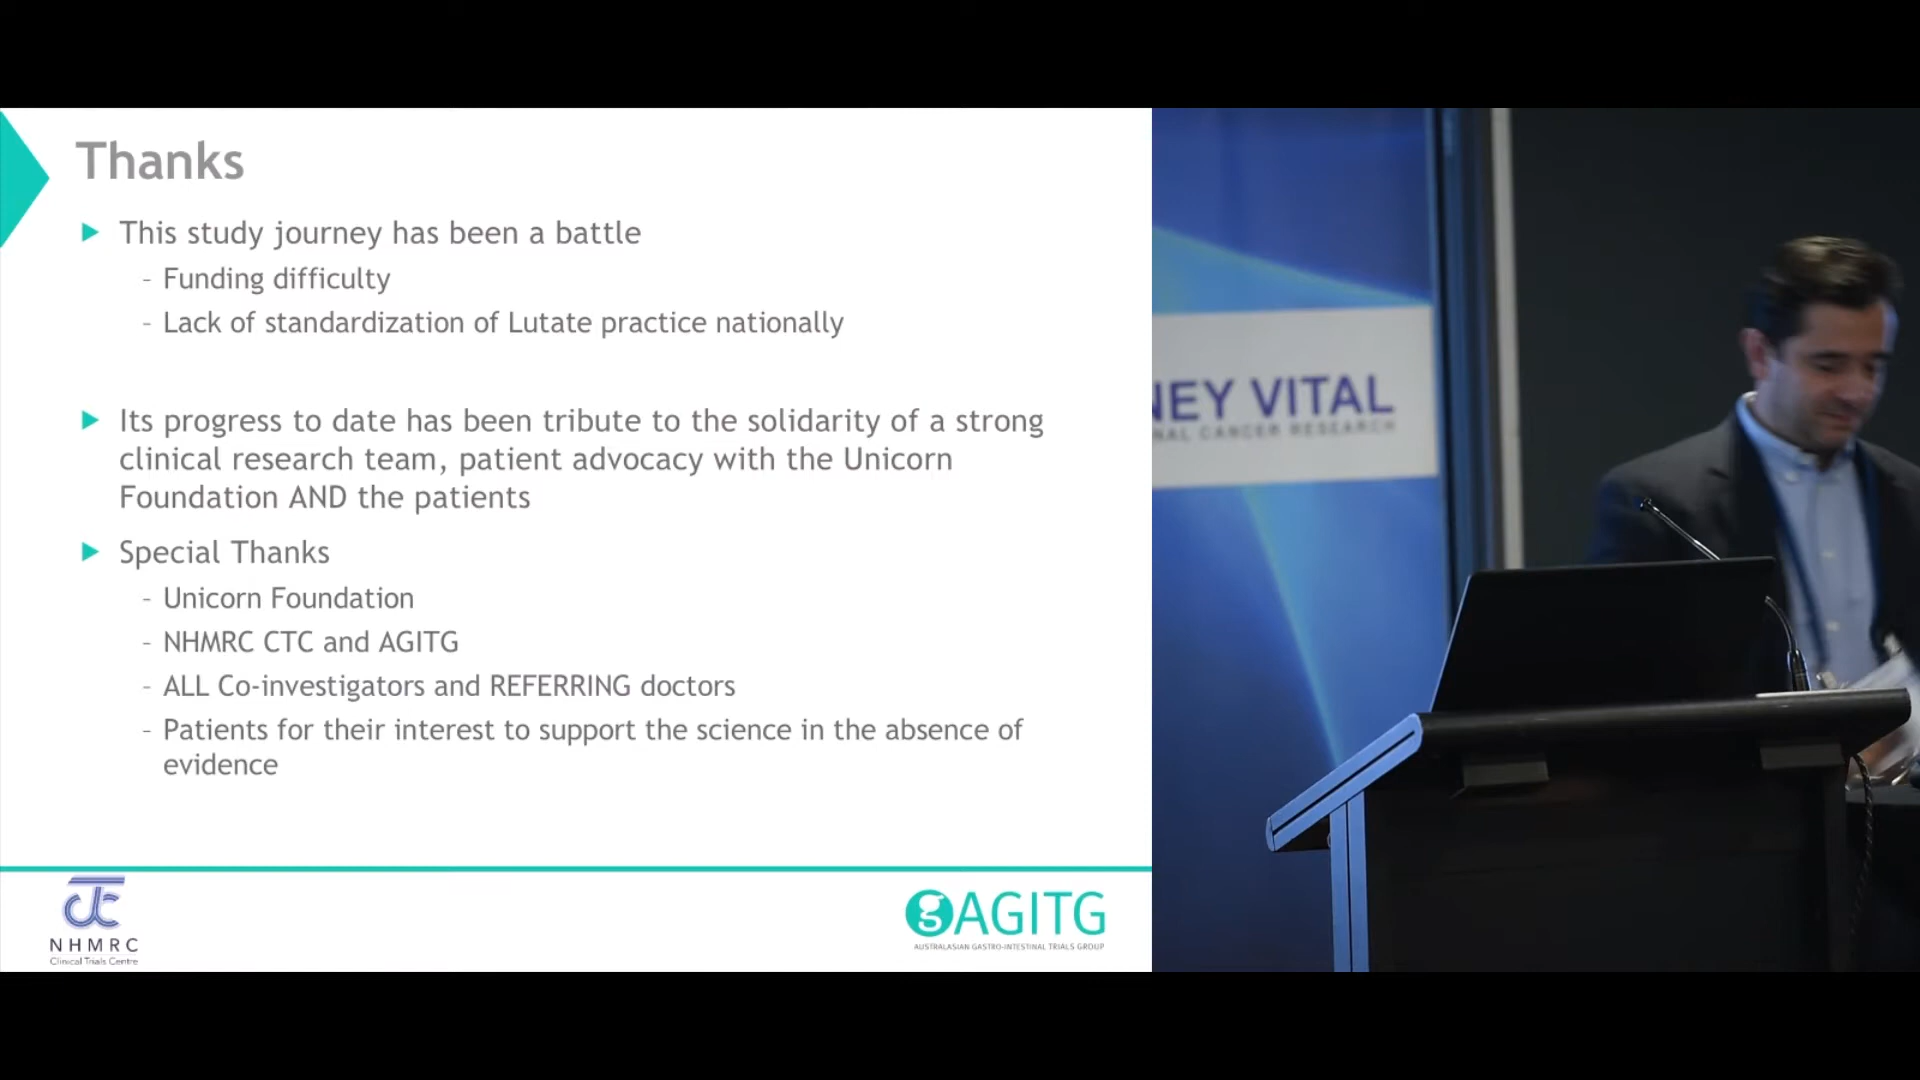 Thanks
This study journey has been a battle
- Funding difficulty
- Lack of standardization of Lutate practice nationally
Its progress to date has been tribute to the solidarity of a strong
clinical research team, patient advocacy with the Unicorn
Foundation AND the patients
Special Thanks
- Unicorn Foundation
- NHMRC CTC and AGITG
- ALL Co-investigators and REFERRING doctors
- Patients for their interest to support the science in the absence of
evidence
NHMRC
Clinical Trials Centre
AGITG
AUSTRALASIAN GASTRO-INTESTINAL TRIALS GROUP
NEY VITAL
NAL CANCER RESEARCH